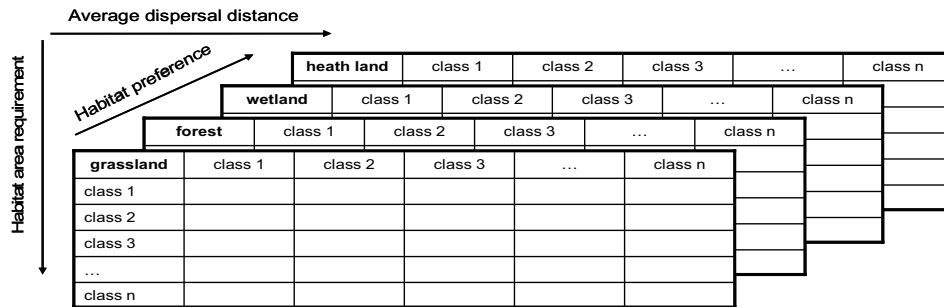 Average dispersal distance
Habitat area requirement
Habitat preference
heath land class 1 class 2 class 3 ... class n
wetland class 1 class 2 class 3 ... class n
forest class 1 class 2 class 3 ... class n
grassland class 1 class 2 class 3 ... class n
class 1
class 2
class 3
...
class n